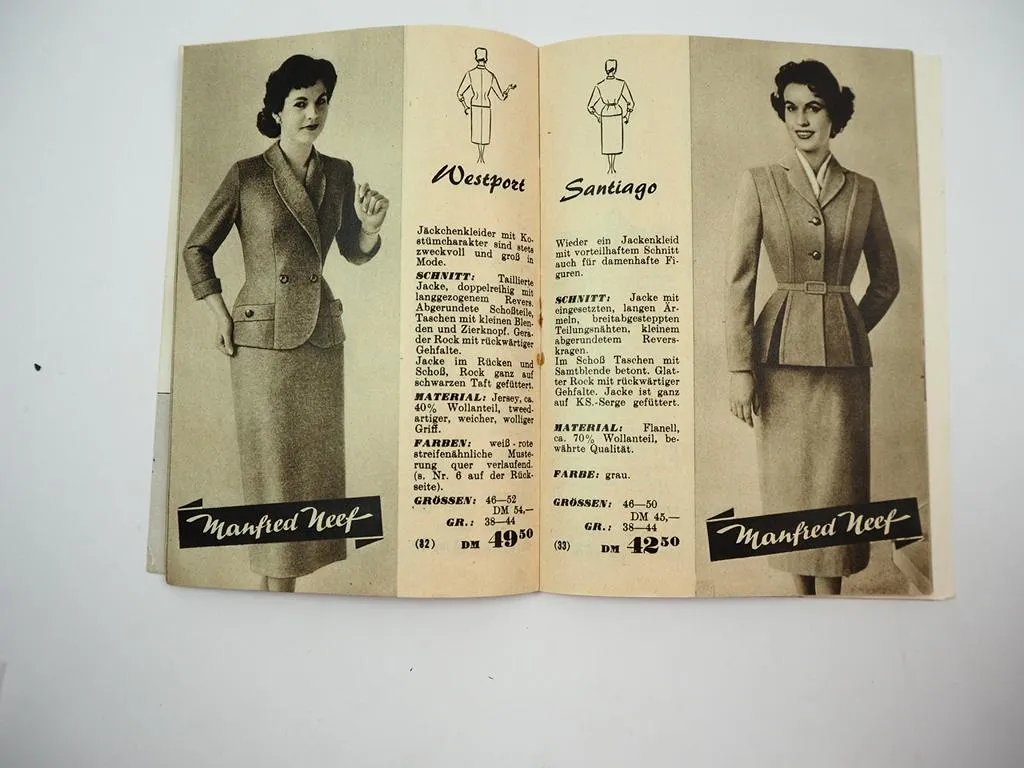 Westport
Jäckchenkleider mit Ko-
stümcharakter sind stets
zweckvoll und groß in
Mode.
SCHNITT: Taillierte
Jacke, doppelreihig mit
langgezogenem Revers.
Abgerundete Schoßteile,
Taschen mit kleinen Blen-
den und Zierknopf. Gera-
der Rock mit rückwärtiger
Gehfalte.
Jacke im Rücken und
Schoß, Rock ganz auf
schwarzen Taft gefüttert.
MATERIAL: Jersey, ca.
40% Wollanteil, tweed-
artiger, weicher, wolliger
Griff.
FARBEN: weiß-rote
streifenähnliche Muste-
rung quer verlaufend.
(s. Nr. 6 auf der Rück-
seite).
GRÖSSEN: 46—52
DM 54,—
GR.: 38—44
(32) DM 49 50
Manfred Neef
Santiago
Wieder ein Jackenkleid
mit vorteilhaftem Schnitt
auch für damenhafte Fi-
guren.
SCHNITT: Jacke mit
eingesetzten, langen Är-
meln, breitabgesteppten
Teilungsnähten, kleinem
abgerundetem Revers-
kragen.
Im Schoß Taschen mit
Samtblende betont. Glat-
ter Rock mit rückwärtiger
Gehfalte. Jacke ist ganz
auf KS.-Serge gefüttert.
MATERIAL: Flanell,
ca. 70% Wollanteil, be-
währte Qualität.
FARBE: grau.
GRÖSSEN: 46—50
DM 45,—
GR.: 38—44
(33) DM 42 50
Manfred Neef